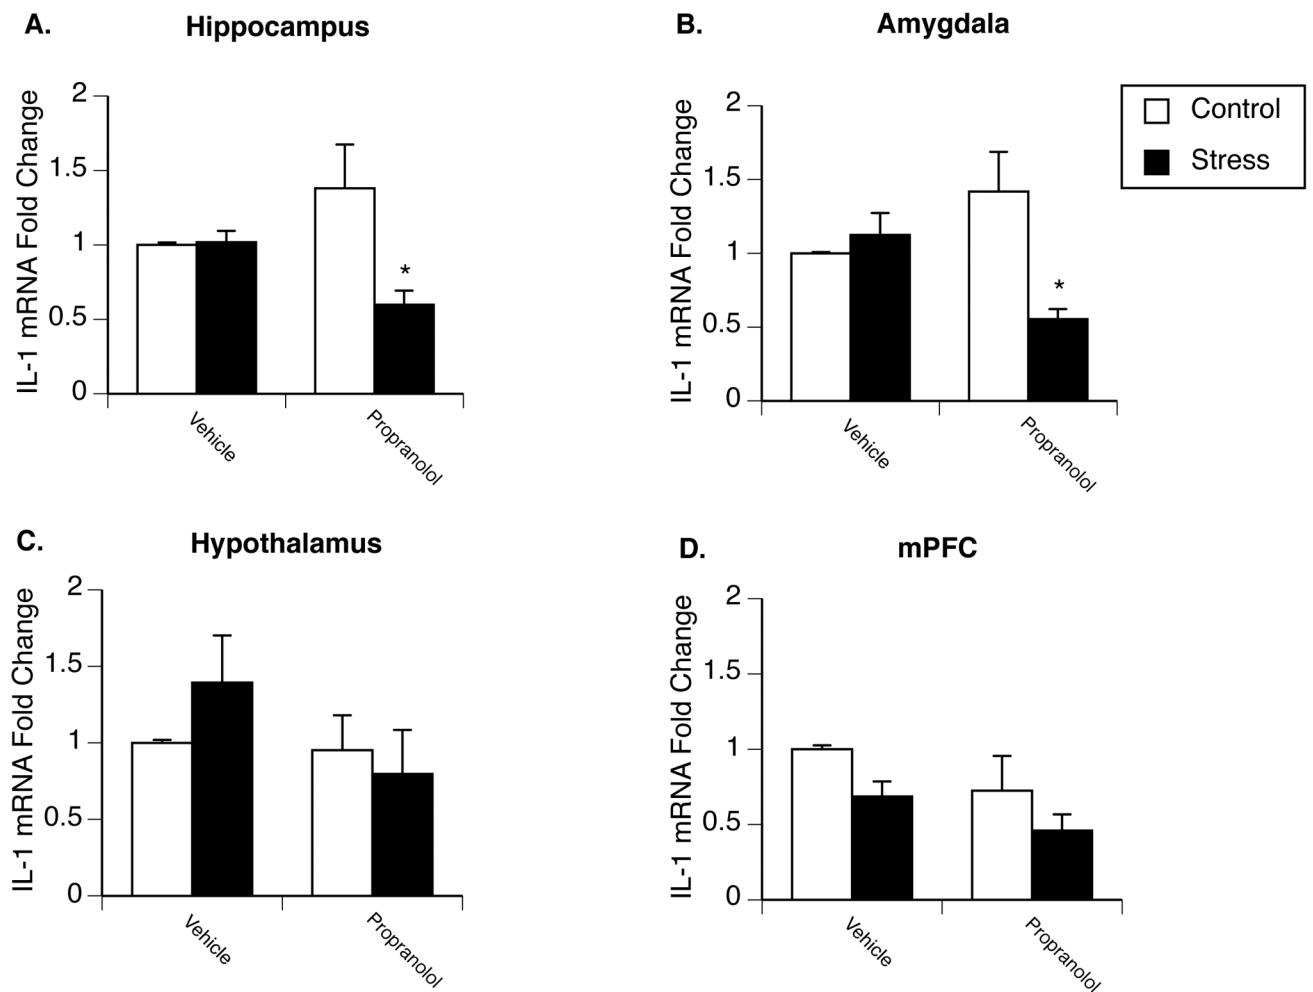 A.
Hippocampus
IL-1 mRNA Fold Change
2
1.5
1
0.5
0
*
Vehicle
Propranolol
B.
Amygdala
IL-1 mRNA Fold Change
2
1.5
1
0.5
0
*
Vehicle
Propranolol
Control
Stress
C.
Hypothalamus
IL-1 mRNA Fold Change
2
1.5
1
0.5
0
Vehicle
Propranolol
D.
mPFC
IL-1 mRNA Fold Change
2
1.5
1
0.5
0
Vehicle
Propranolol